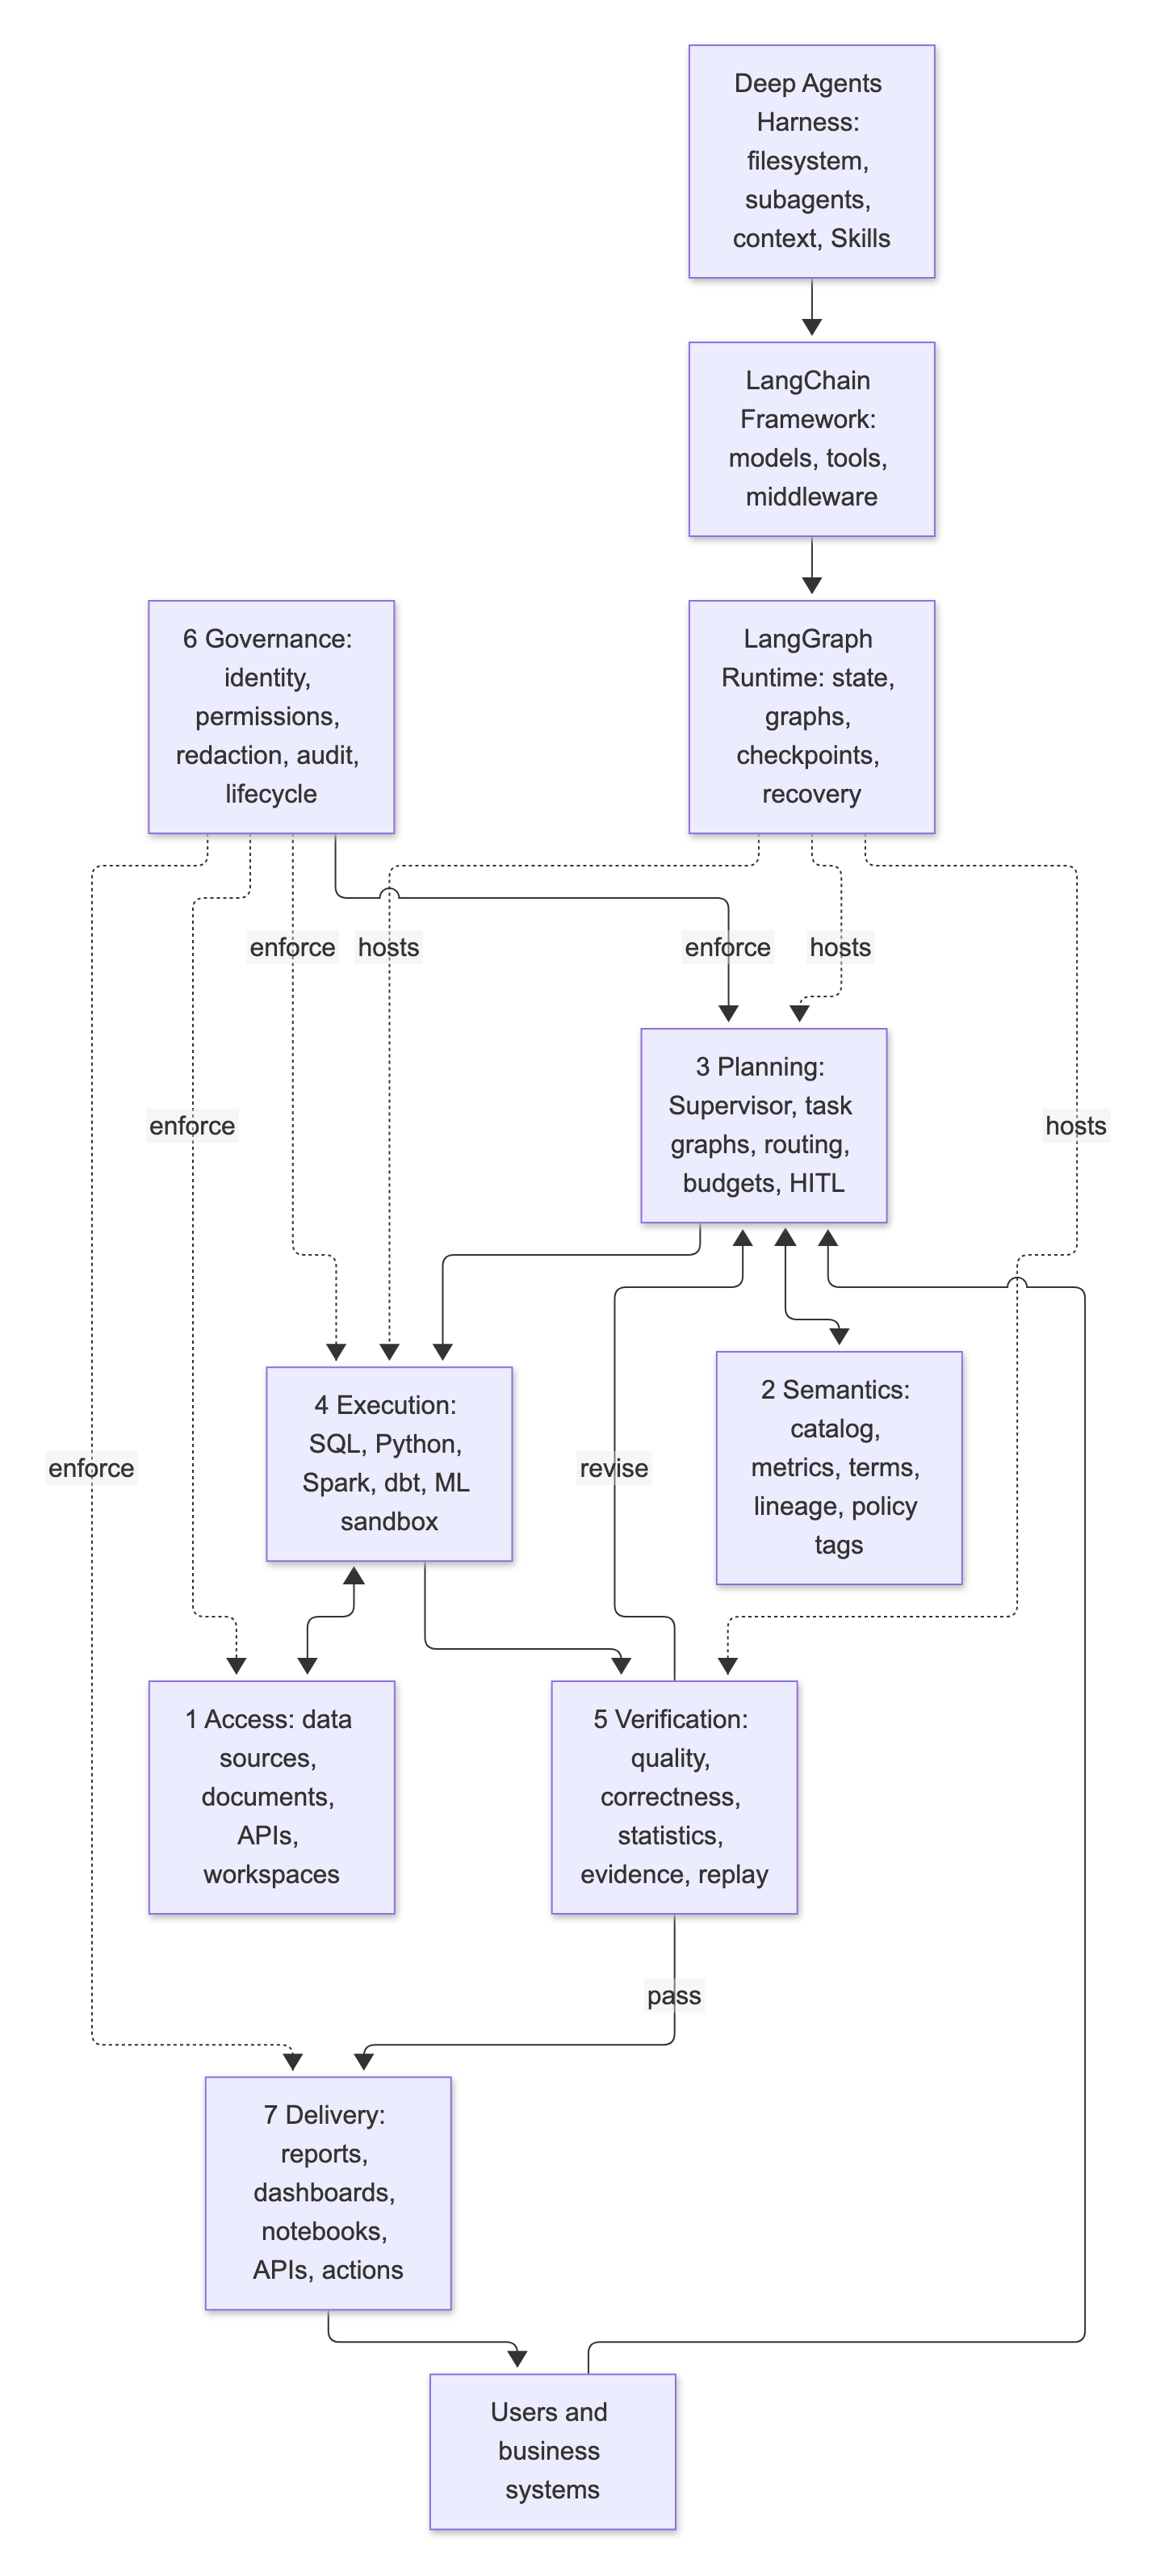 Deep Agents
Harness:
filesystem,
subagents,
context, Skills
LangChain
Framework:
models, tools,
middleware
6 Governance:
identity,
permissions,
redaction, audit,
lifecycle
LangGraph
Runtime: state,
graphs,
checkpoints,
recovery
enforce
hosts
enforce
hosts
3 Planning:
Supervisor, task
graphs, routing,
budgets, HITL
enforce
hosts
4 Execution:
SQL, Python,
Spark, dbt, ML
sandbox
2 Semantics:
catalog,
metrics, terms,
lineage, policy
tags
enforce
revise
1 Access: data
sources,
documents,
APIs,
workspaces
5 Verification:
quality,
correctness,
statistics,
evidence, replay
pass
7 Delivery:
reports,
dashboards,
notebooks,
APIs, actions
Users and
business
systems